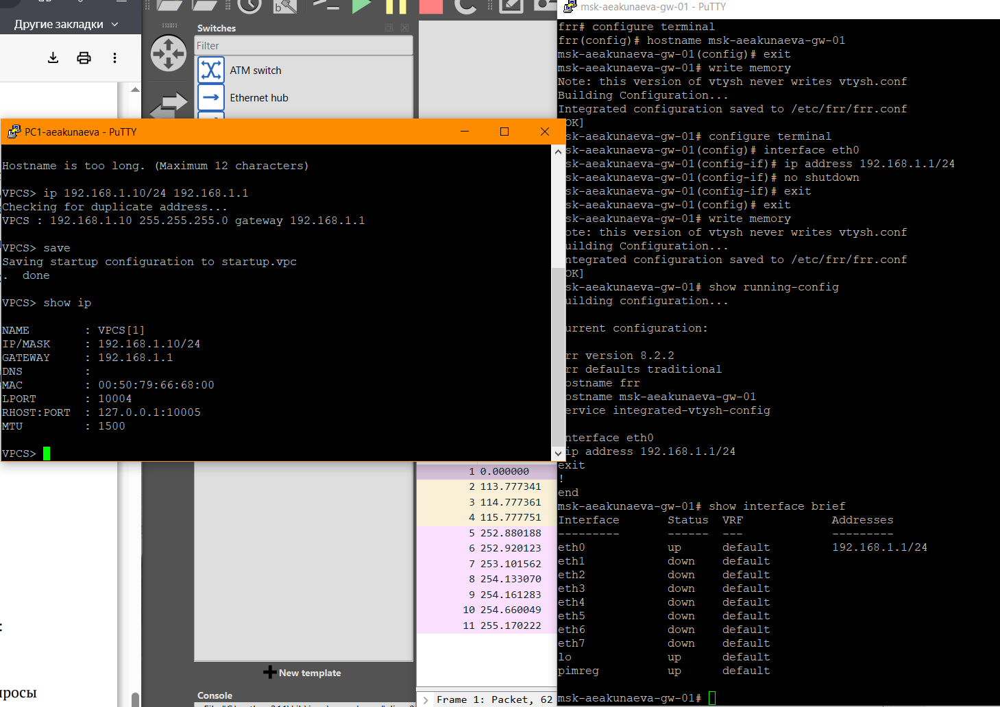 Другие закладки
Switches
Filter
ATM switch
Ethernet hub
PC1-aeakunaeva - PuTTY
Hostname is too long. (Maximum 12 characters)
VPCS> ip 192.168.1.10/24 192.168.1.1
Checking for duplicate address...
VPCS : 192.168.1.10 255.255.255.0 gateway 192.168.1.1
VPCS> save
Saving startup configuration to startup.vpc
.  done
VPCS> show ip
NAME        : VPCS[1]
IP/MASK     : 192.168.1.10/24
GATEWAY     : 192.168.1.1
DNS         :
MAC         : 00:50:79:66:68:00
LPORT       : 10004
RHOST:PORT  : 127.0.0.1:10005
MTU         : 1500
VPCS>
1 0.000000
2 113.777341
3 114.777361
4 115.777751
5 252.880188
6 252.920123
7 253.101562
8 254.133070
9 254.161283
10 254.660049
11 255.170222
New template
Console
Frame 1: Packet, 62
просы
msk-aeakunaeva-gw-01 - PuTTY
frr# configure terminal
frr(config)# hostname msk-aeakunaeva-gw-01
msk-aeakunaeva-gw-01(config)# exit
msk-aeakunaeva-gw-01# write memory
Note: this version of vtysh never writes vtysh.conf
Building Configuration...
Integrated configuration saved to /etc/frr/frr.conf
OK]
sk-aeakunaeva-gw-01# configure terminal
sk-aeakunaeva-gw-01(config)# interface eth0
sk-aeakunaeva-gw-01(config-if)# ip address 192.168.1.1/24
sk-aeakunaeva-gw-01(config-if)# no shutdown
sk-aeakunaeva-gw-01(config-if)# exit
sk-aeakunaeva-gw-01(config)# exit
sk-aeakunaeva-gw-01# write memory
ote: this version of vtysh never writes vtysh.conf
uilding Configuration...
ntegrated configuration saved to /etc/frr/frr.conf
OK]
sk-aeakunaeva-gw-01# show running-config
uilding configuration...
urrent configuration:
rr version 8.2.2
rr defaults traditional
ostname frr
ostname msk-aeakunaeva-gw-01
ervice integrated-vtysh-config
nterface eth0
ip address 192.168.1.1/24
exit
!
end
msk-aeakunaeva-gw-01# show interface brief
Interface       Status  VRF             Addresses
---------       ------  ---             ---------
eth0            up      default         192.168.1.1/24
eth1            down    default
eth2            down    default
eth3            down    default
eth4            down    default
eth5            down    default
eth6            down    default
eth7            down    default
lo              up      default
pimreg          up      default
msk-aeakunaeva-gw-01#